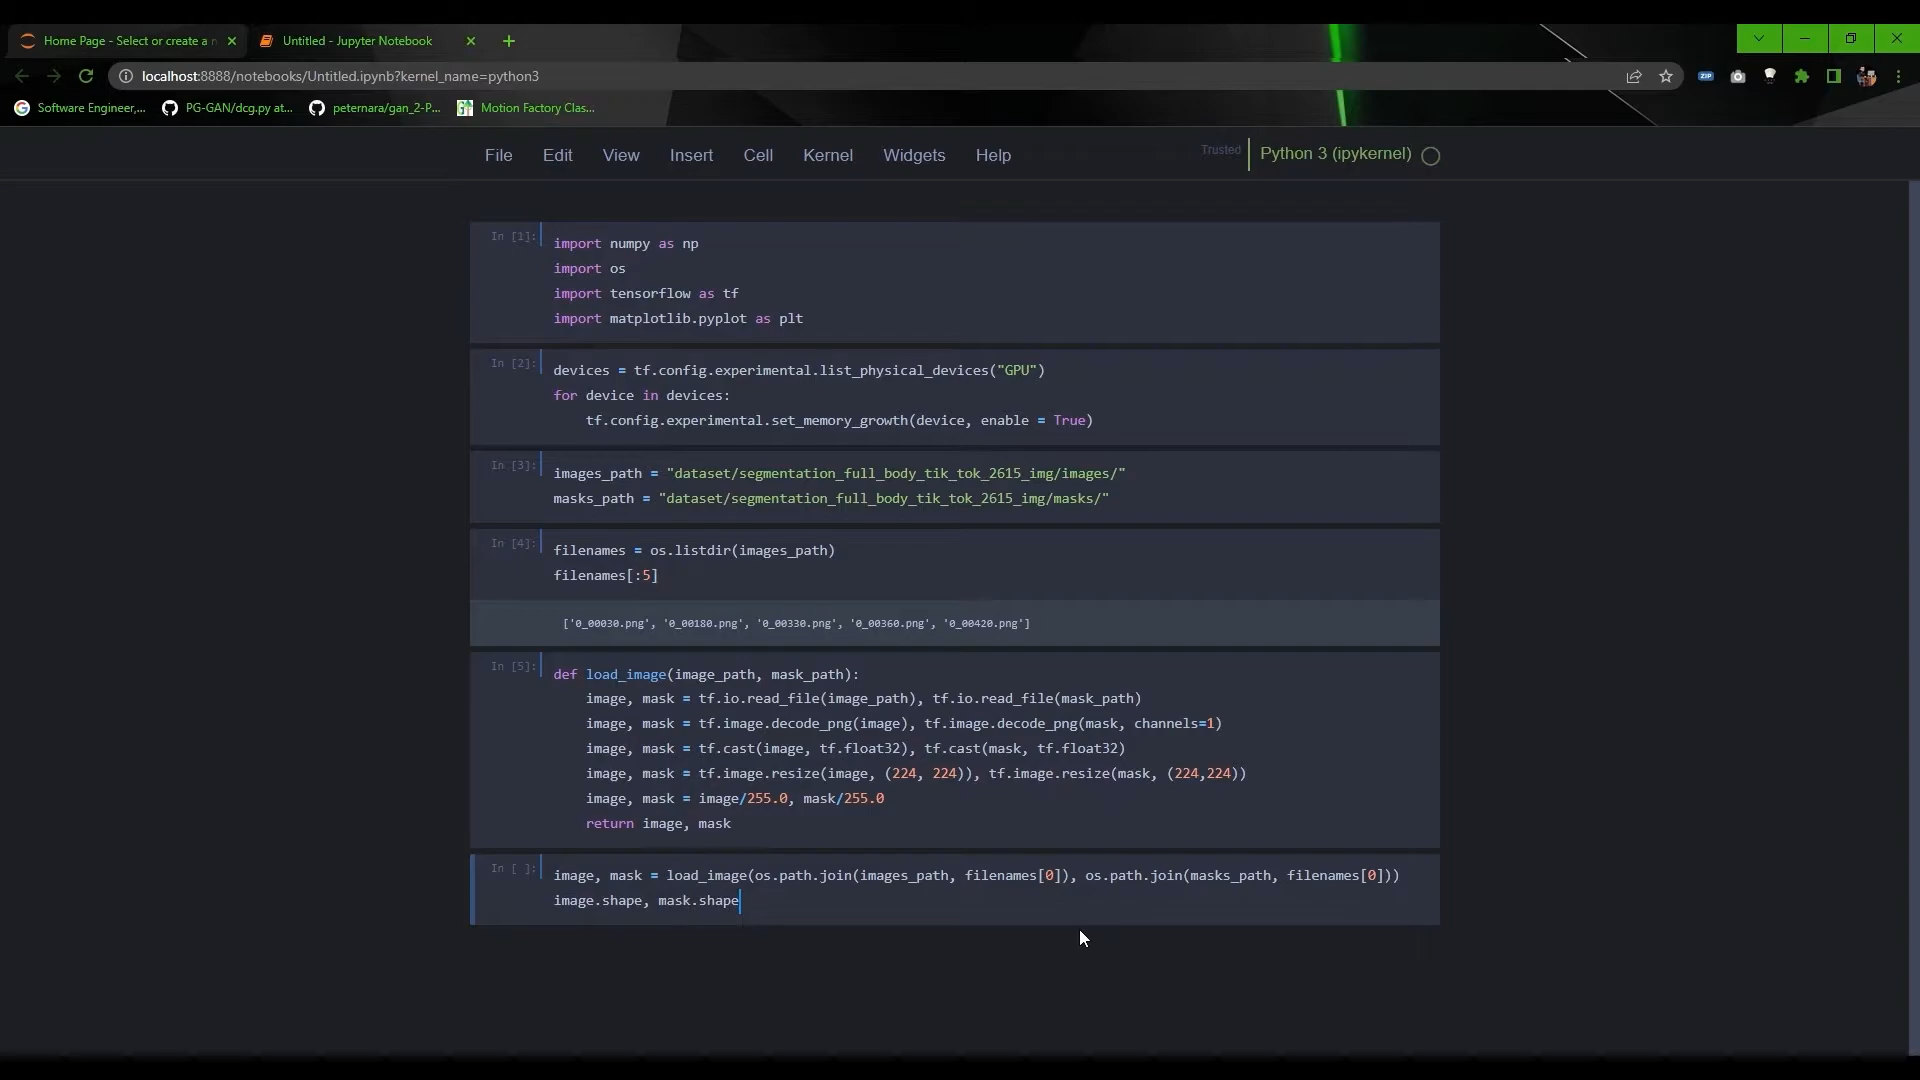 Home Page - Select or create a n
Untitled - Jupyter Notebook
localhost:8888/notebooks/Untitled.ipynb?kernel_name=python3
ZIP
Software Engineer,...
PG-GAN/dcg.py at...
peternara/gan_2-P...
Motion Factory Clas...
File Edit View Insert Cell Kernel Widgets Help
Trusted
Python 3 (ipykernel)
In [1]:
import numpy as np
import os
import tensorflow as tf
import matplotlib.pyplot as plt
In [2]:
devices = tf.config.experimental.list_physical_devices("GPU")
for device in devices:
    tf.config.experimental.set_memory_growth(device, enable = True)
In [3]:
images_path = "dataset/segmentation_full_body_tik_tok_2615_img/images/"
masks_path = "dataset/segmentation_full_body_tik_tok_2615_img/masks/"
In [4]:
filenames = os.listdir(images_path)
filenames[:5]
['0_00030.png', '0_00180.png', '0_00330.png', '0_00360.png', '0_00420.png']
In [5]:
def load_image(image_path, mask_path):
    image, mask = tf.io.read_file(image_path), tf.io.read_file(mask_path)
    image, mask = tf.image.decode_png(image), tf.image.decode_png(mask, channels=1)
    image, mask = tf.cast(image, tf.float32), tf.cast(mask, tf.float32)
    image, mask = tf.image.resize(image, (224, 224)), tf.image.resize(mask, (224,224))
    image, mask = image/255.0, mask/255.0
    return image, mask
In [ ]:
image, mask = load_image(os.path.join(images_path, filenames[0]), os.path.join(masks_path, filenames[0]))
image.shape, mask.shape